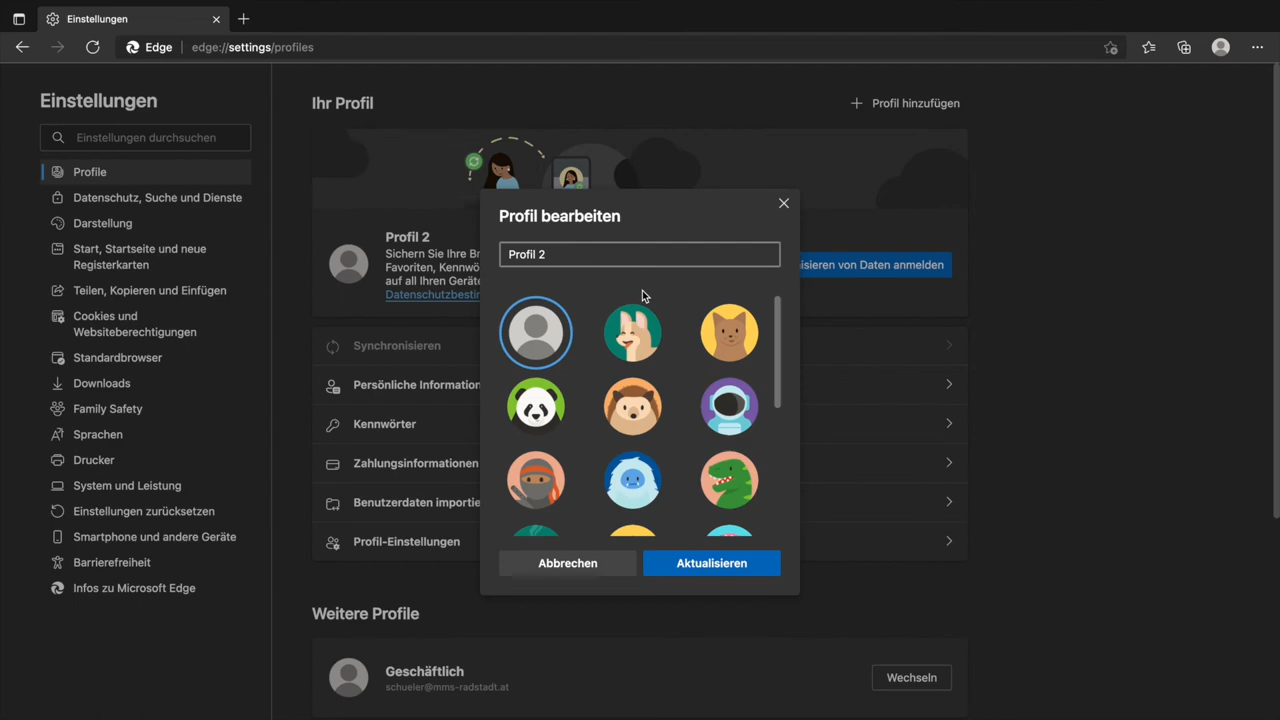 Einstellungen
Edge
edge://settings/profiles
Einstellungen
Einstellungen durchsuchen
Profile
Datenschutz, Suche und Dienste
Darstellung
Start, Startseite und neue
Registerkarten
Teilen, Kopieren und Einfügen
Cookies und
Websiteberechtigungen
Standardbrowser
Downloads
Family Safety
Sprachen
Drucker
System und Leistung
Einstellungen zurücksetzen
Smartphone und andere Geräte
Barrierefreiheit
Infos zu Microsoft Edge
Ihr Profil
Profil hinzufügen
Profil 2
Sichern Sie Ihre Br
Favoriten, Kennwö
auf all Ihren Geräte
Datenschutzbestin
isieren von Daten anmelden
Synchronisieren
Persönliche Information
Kennwörter
Zahlungsinformationen
Benutzerdaten importie
Profil-Einstellungen
Profil bearbeiten
Profil 2
Abbrechen
Aktualisieren
Weitere Profile
Geschäftlich
schueler@mms-radstadt.at
Wechseln